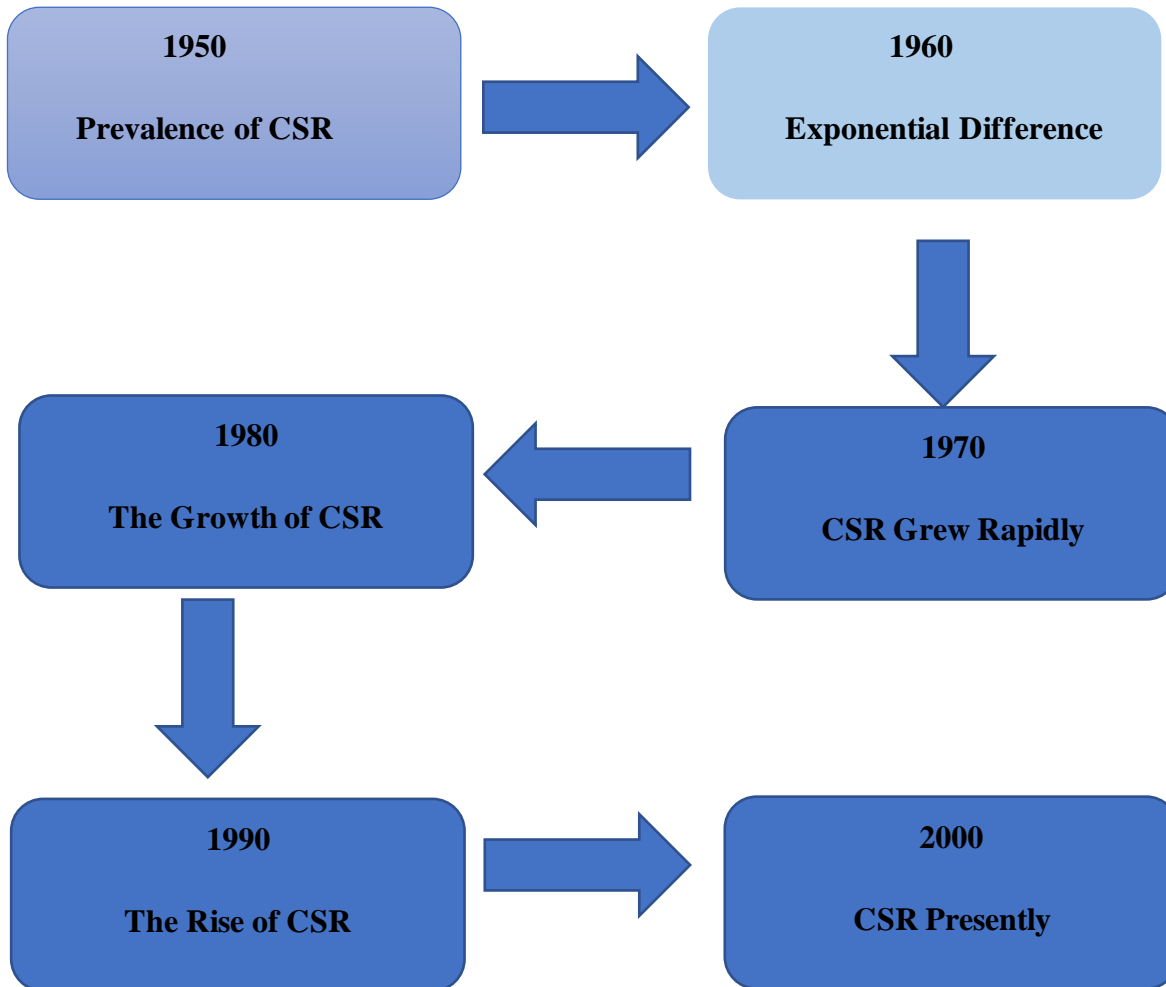 1950
Prevalence of CSR
1960
Exponential Difference
1970
CSR Grew Rapidly
1980
The Growth of CSR
1990
The Rise of CSR
2000
CSR Presently